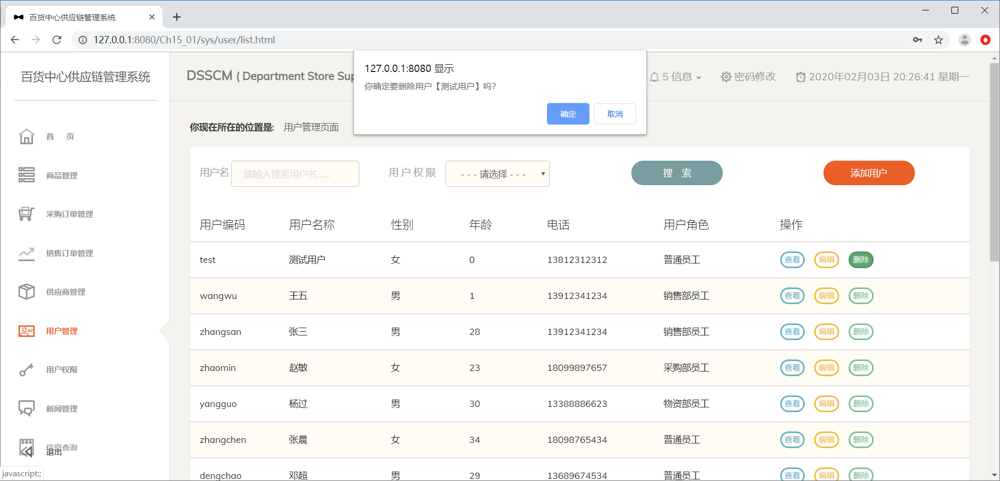 百货中心供应链管理系统
127.0.0.1:8080/Ch15_01/sys/user/list.html
127.0.0.1:8080 显示
你确定要删除用户【测试用户】吗?
确定 取消
百货中心供应链管理系统
DSSCM ( Department Store Sup
5 信息 密码修改 2020年02月03日 20:26:41 星期一
你现在所在的位置是: 用户管理页面
首 页
商品管理
采购订单管理
销售订单管理
供应商管理
用户管理
用户权限
新闻管理
信息查询
退出
用户名 请输入搜索用户名...... 用户权限 - - - 请选择 - - - 搜 索 添加用户
用户编码 用户名称 性别 年龄 电话 用户角色 操作
test 测试用户 女 0 13812312312 普通员工 查看 编辑 删除
wangwu 王五 男 1 13912341234 销售部员工 查看 编辑 删除
zhangsan 张三 男 28 13912341234 销售部员工 查看 编辑 删除
zhaomin 赵敏 女 23 18099897657 采购部员工 查看 编辑 删除
yangguo 杨过 男 30 13388886623 物资部员工 查看 编辑 删除
zhangchen 张晨 女 34 18098765434 普通员工 查看 编辑 删除
dengchao 邓超 男 29 13689674534 普通员工 查看 编辑 删除
javascript:;